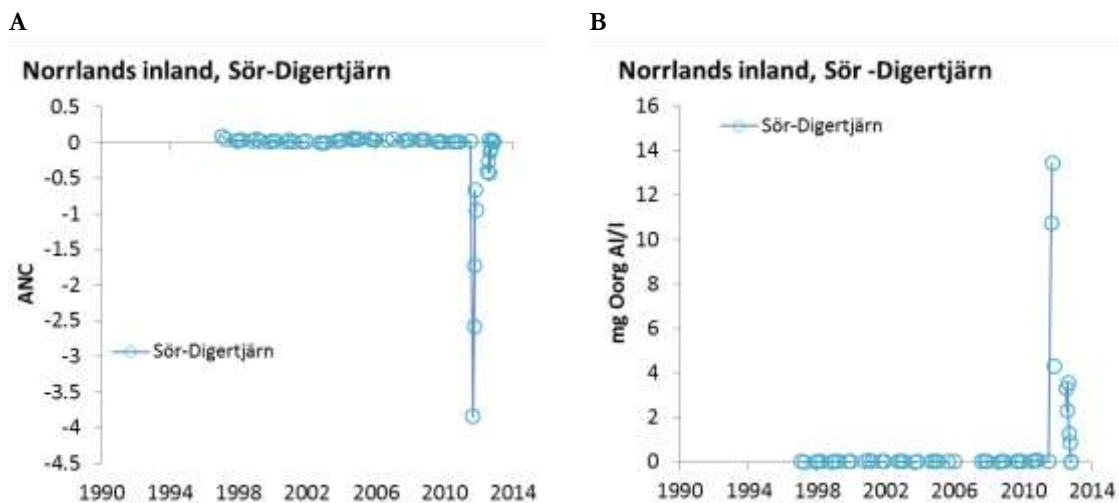 A
Norrlands inland, Sör-Digertjärn
0.5
0
-0.5
-1
-1.5
-2
-2.5
-3
-3.5
-4
-4.5
ANC
Sör-Digertjärn
1990 1994 1998 2002 2006 2010 2014
B
Norrlands inland, Sör -Digertjärn
16
14
12
10
8
6
4
2
0
mg Oorg Al/l
Sör-Digertjärn
1990 1994 1998 2002 2006 2010 2014